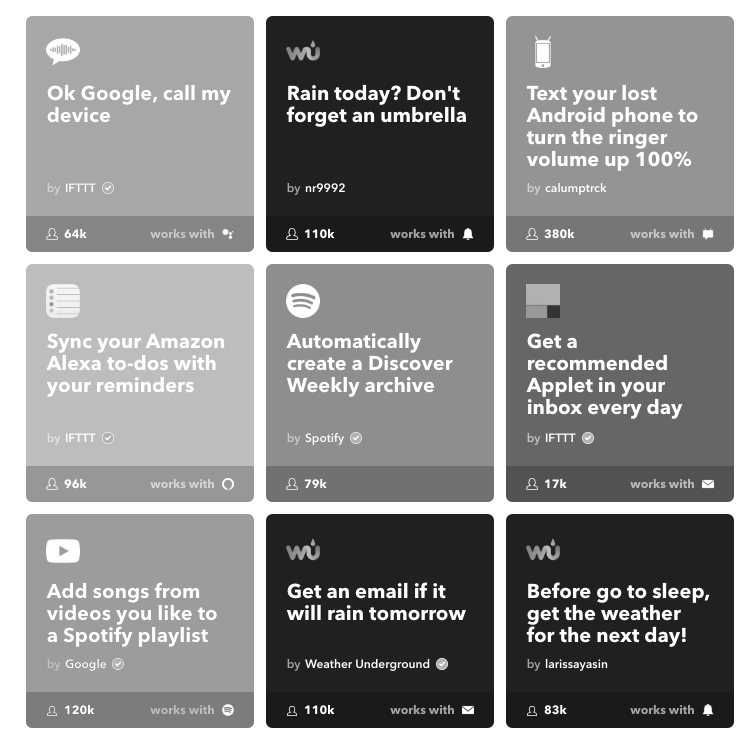 Ok Google, call my
device
by IFTTT
64k works with
Rain today? Don't
forget an umbrella
by nr9992
110k works with
Text your lost
Android phone to
turn the ringer
volume up 100%
by calumptrck
380k works with
Sync your Amazon
Alexa to-dos with
your reminders
by IFTTT
96k works with
Automatically
create a Discover
Weekly archive
by Spotify
79k
Get a
recommended
Applet in your
inbox every day
by IFTTT
17k works with
Add songs from
videos you like to
a Spotify playlist
by Google
120k works with
Get an email if it
will rain tomorrow
by Weather Underground
110k works with
Before go to sleep,
get the weather
for the next day!
by larissayasin
83k works with